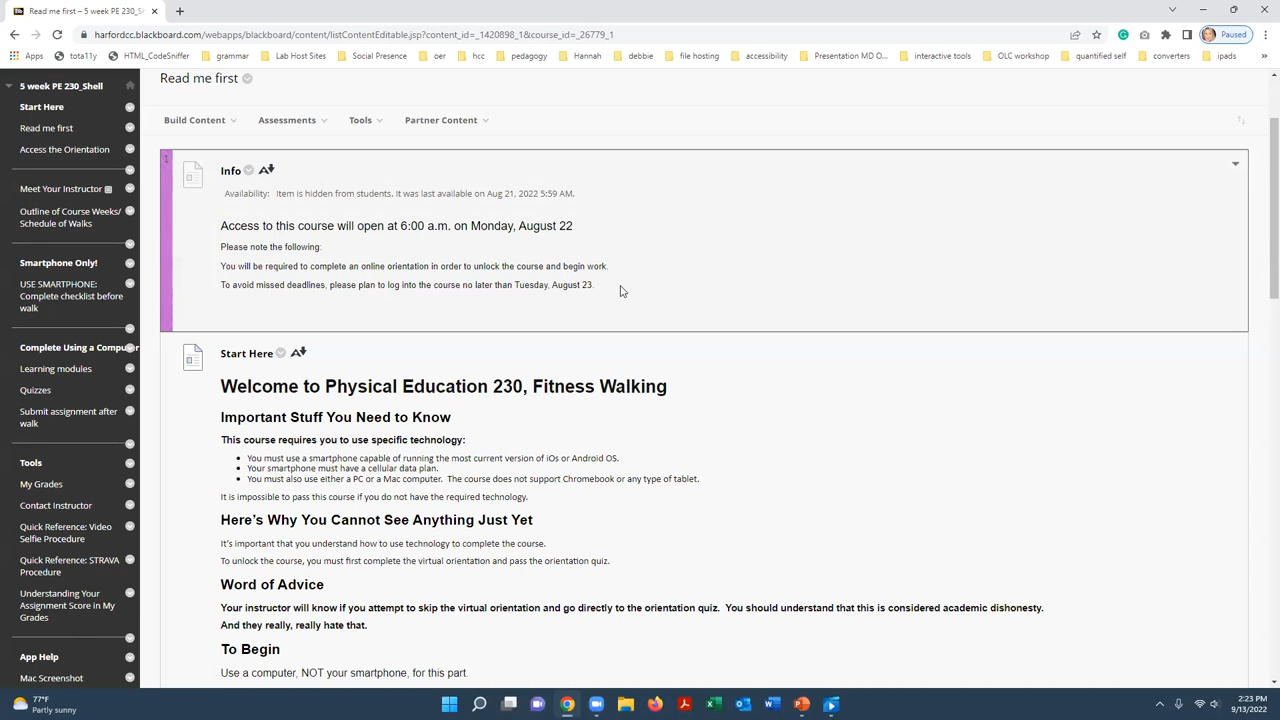 Read me first – 5 week PE 230_Sh
harfordcc.blackboard.com/webapps/blackboard/content/listContentEditable.jsp?content_id=_1420898_1&course_id=_26779_1
Paused
Apps
tota11y
HTML_CodeSniffer
grammar
Lab Host Sites
Social Presence
oer
hcc
pedagogy
Hannah
debbie
file hosting
accessibility
Presentation MD O...
interactive tools
OLC workshop
quantified self
converters
ipads
5 week PE 230_Shell
Start Here
Read me first
Access the Orientation
Meet Your Instructor
Outline of Course Weeks/
Schedule of Walks
Smartphone Only!
USE SMARTPHONE:
Complete checklist before
walk
Complete Using a Computer
Learning modules
Quizzes
Submit assignment after
walk
Tools
My Grades
Contact Instructor
Quick Reference: Video
Selfie Procedure
Quick Reference: STRAVA
Procedure
Understanding Your
Assignment Score in My
Grades
App Help
Mac Screenshot
Read me first
Build Content
Assessments
Tools
Partner Content
Info
Availability: Item is hidden from students. It was last available on Aug 21, 2022 5:59 AM.
Access to this course will open at 6:00 a.m. on Monday, August 22
Please note the following:
You will be required to complete an online orientation in order to unlock the course and begin work.
To avoid missed deadlines, please plan to log into the course no later than Tuesday, August 23.
Start Here
Welcome to Physical Education 230, Fitness Walking
Important Stuff You Need to Know
This course requires you to use specific technology:
You must use a smartphone capable of running the most current version of iOs or Android OS.
Your smartphone must have a cellular data plan.
You must also use either a PC or a Mac computer. The course does not support Chromebook or any type of tablet.
It is impossible to pass this course if you do not have the required technology.
Here's Why You Cannot See Anything Just Yet
It's important that you understand how to use technology to complete the course.
To unlock the course, you must first complete the virtual orientation and pass the orientation quiz.
Word of Advice
Your instructor will know if you attempt to skip the virtual orientation and go directly to the orientation quiz. You should understand that this is considered academic dishonesty.
And they really, really hate that.
To Begin
Use a computer, NOT your smartphone, for this part.
77°F
Partly sunny
2:23 PM
9/13/2022